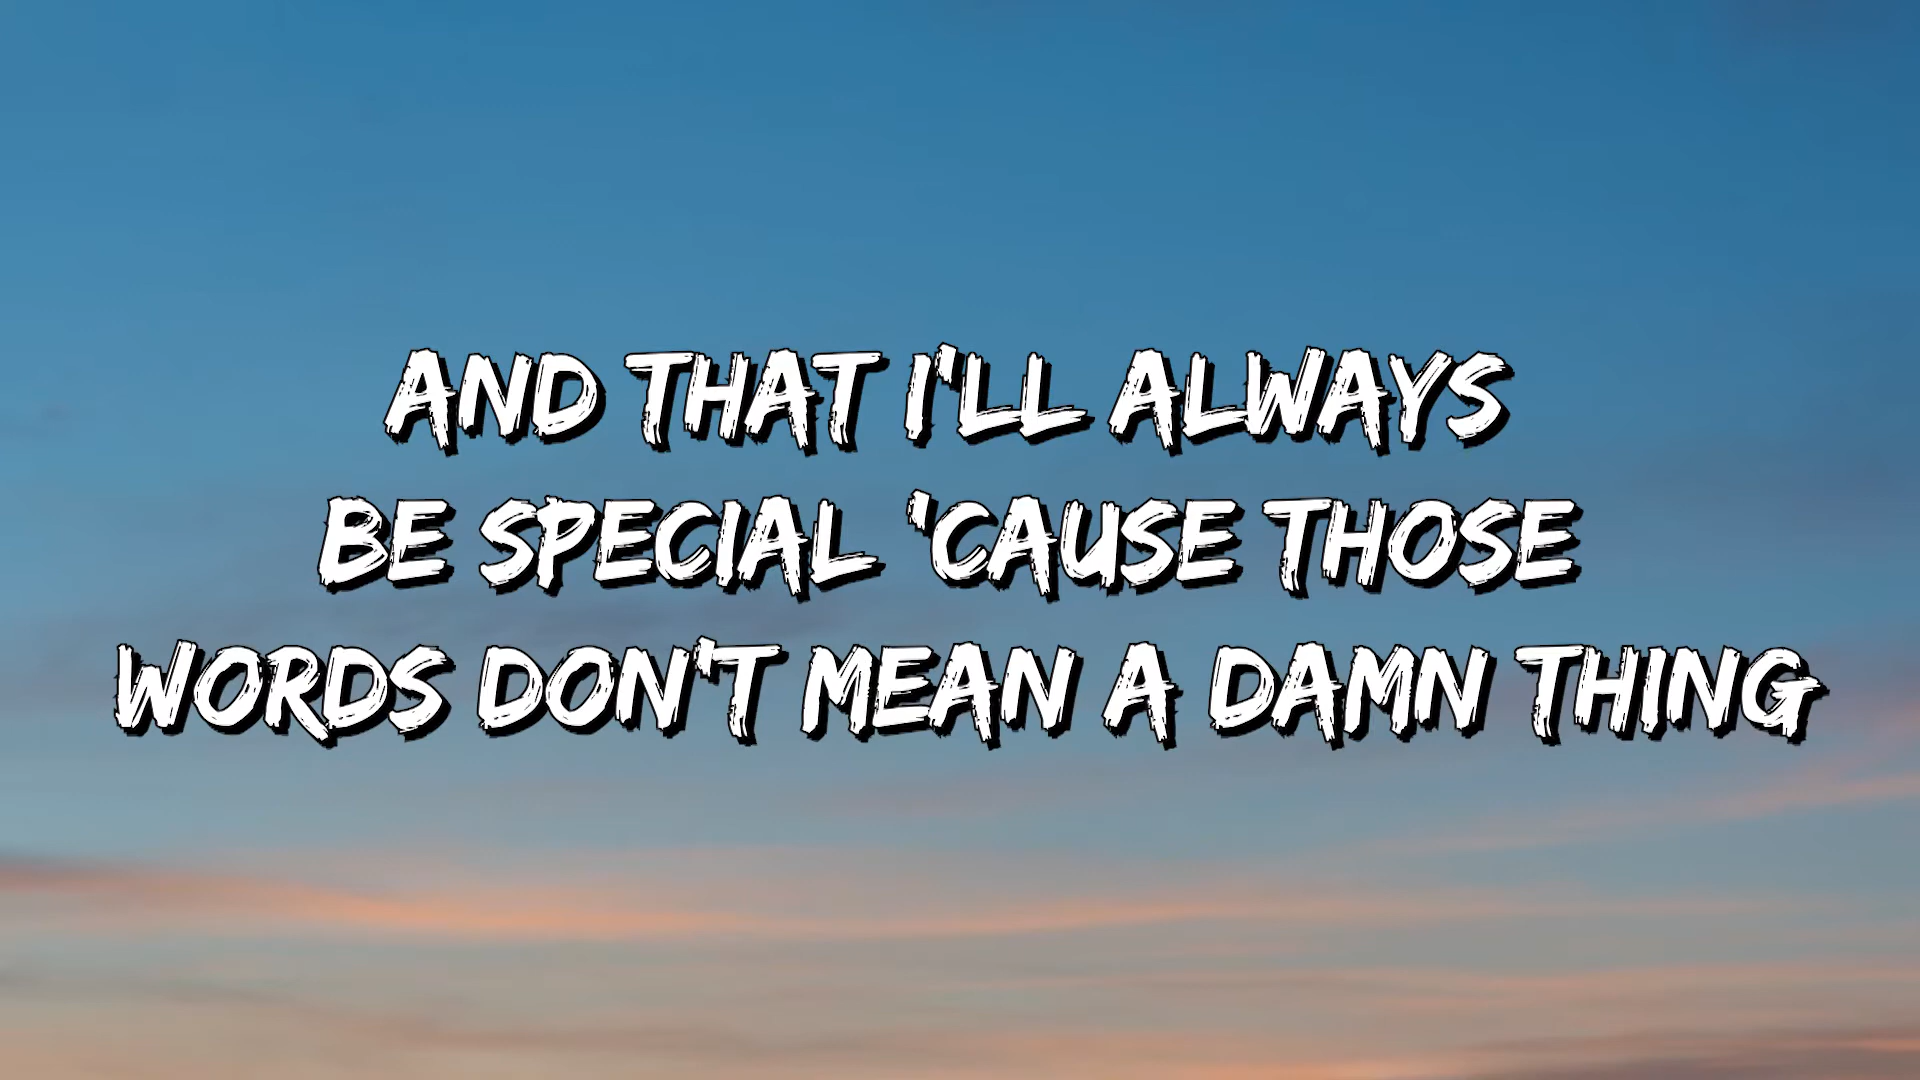 AND THAT I'LL ALWAYS
BE SPECIAL 'CAUSE THOSE
WORDS DON'T MEAN A DAMN THING